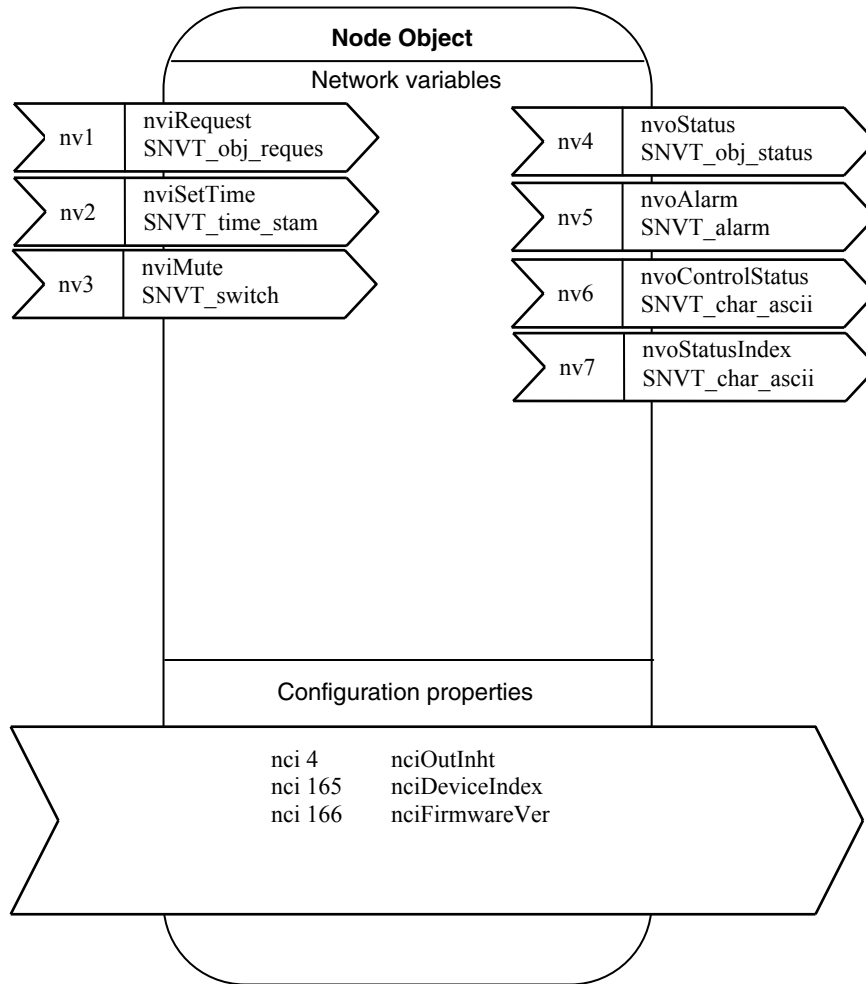 Node Object
Network variables
nv1
nviRequest
SNVT_obj_reques
nv2
nviSetTime
SNVT_time_stam
nv3
nviMute
SNVT_switch
nv4
nvoStatus
SNVT_obj_status
nv5
nvoAlarm
SNVT_alarm
nv6
nvoControlStatus
SNVT_char_ascii
nv7
nvoStatusIndex
SNVT_char_ascii
Configuration properties
nci 4 nciOutInht
nci 165 nciDeviceIndex
nci 166 nciFirmwareVer